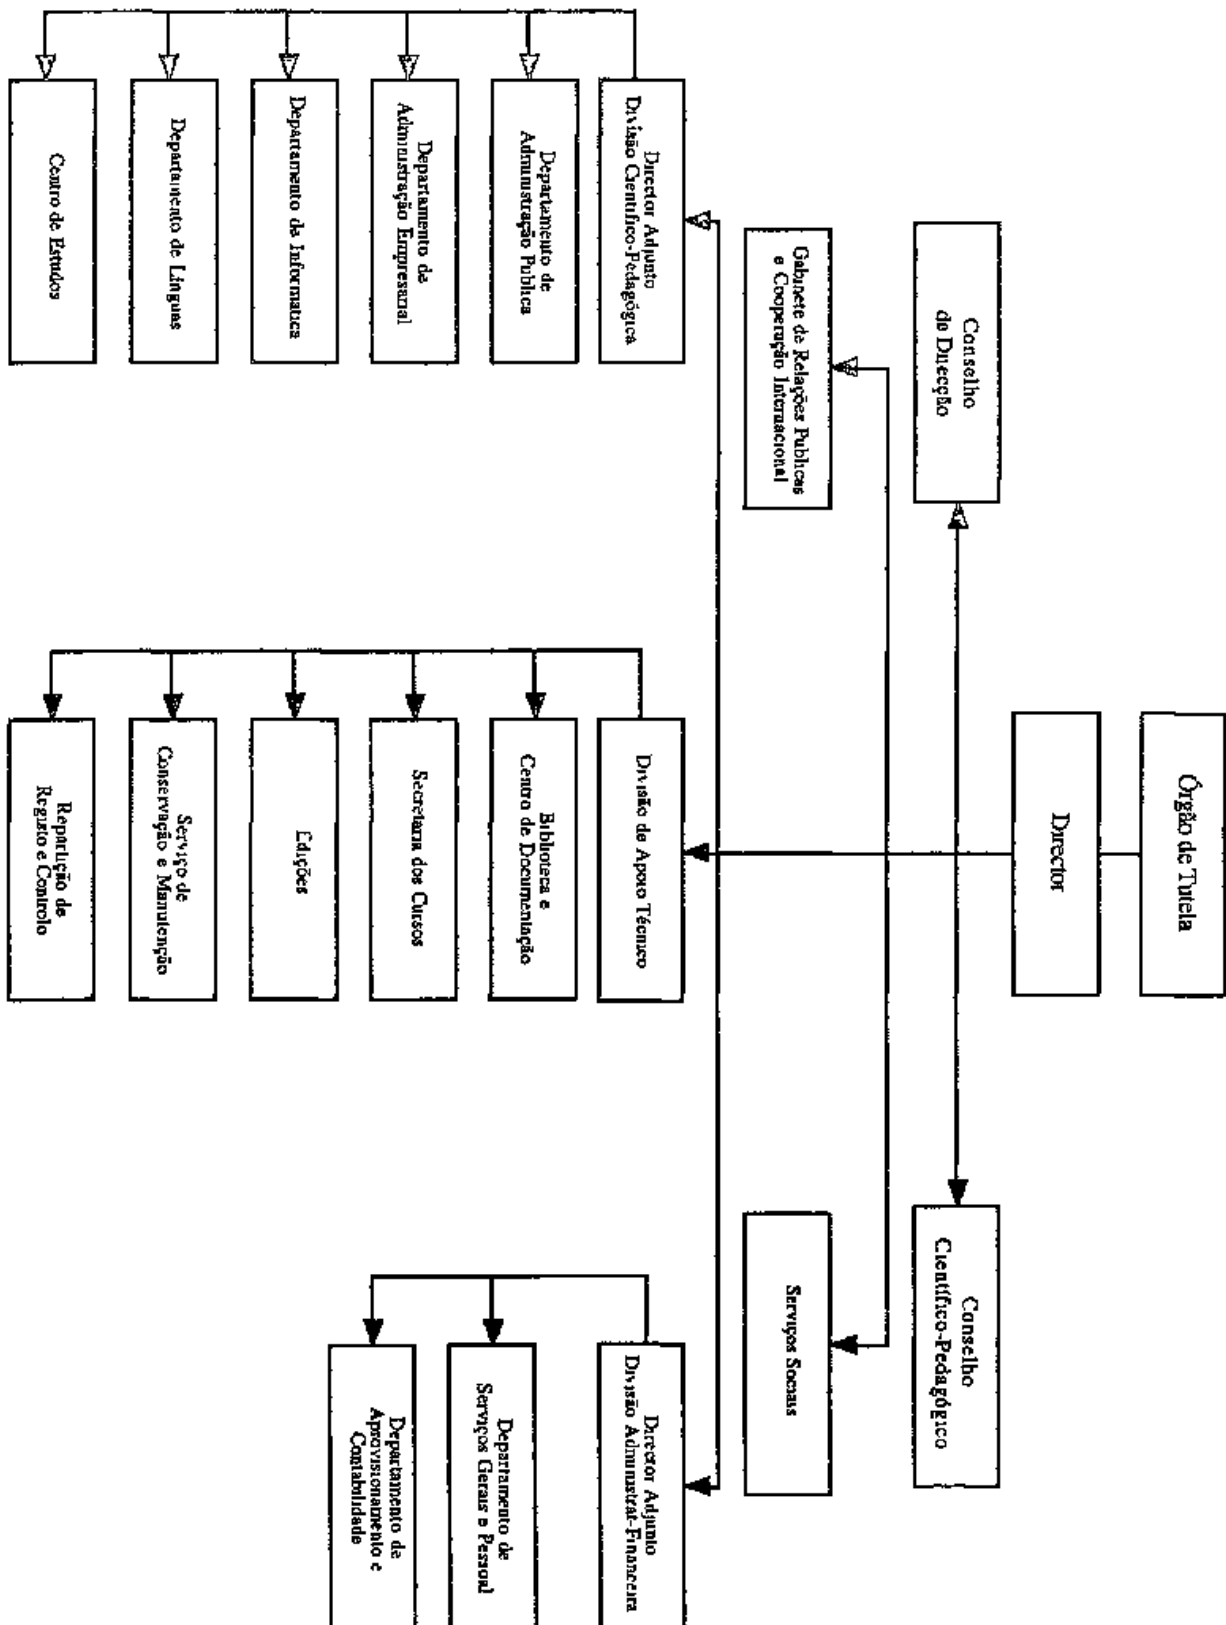 Órgão de Tutela
Director
Conselho
de Direcção
Conselho
Científico-Pedagógico
Gabinete de Relações Publicas
e Cooperação Internacional
Serviços Sociais
Director Adjunto
Divisão Científico-Pedagógica
Departamento de
Administração Publica
Departamento de
Administração Empresarial
Departamento de Informatica
Departamento de Línguas
Centro de Estudos
Divisão de Apoio Técnico
Biblioteca e
Centro de Documentação
Secretaria dos Cursos
Edições
Serviço de
Conservação e Manutenção
Repartição de
Registo e Controlo
Director Adjunto
Divisão Administrat-Financeira
Departamento de
Serviços Gerais e Pessoal
Departamento de
Aprovisionamento e
Contabilidade